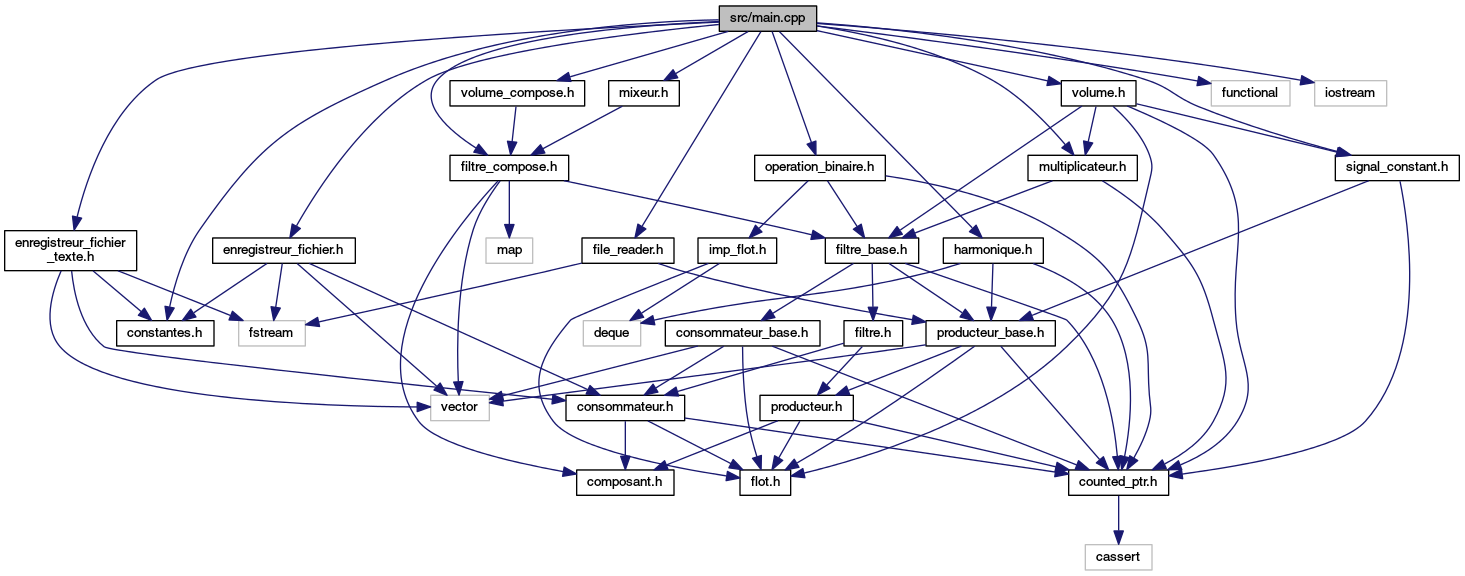 src/main.cpp
volume_compose.h
mixeur.h
volume.h
functional
iostream
filtre_compose.h
operation_binaire.h
multiplicateur.h
signal_constant.h
enregistreur_fichier
_texte.h
enregistreur_fichier.h
map
file_reader.h
imp_flot.h
filtre_base.h
harmonique.h
constantes.h
fstream
deque
consommateur_base.h
filtre.h
producteur_base.h
vector
consommateur.h
producteur.h
composant.h
flot.h
counted_ptr.h
cassert